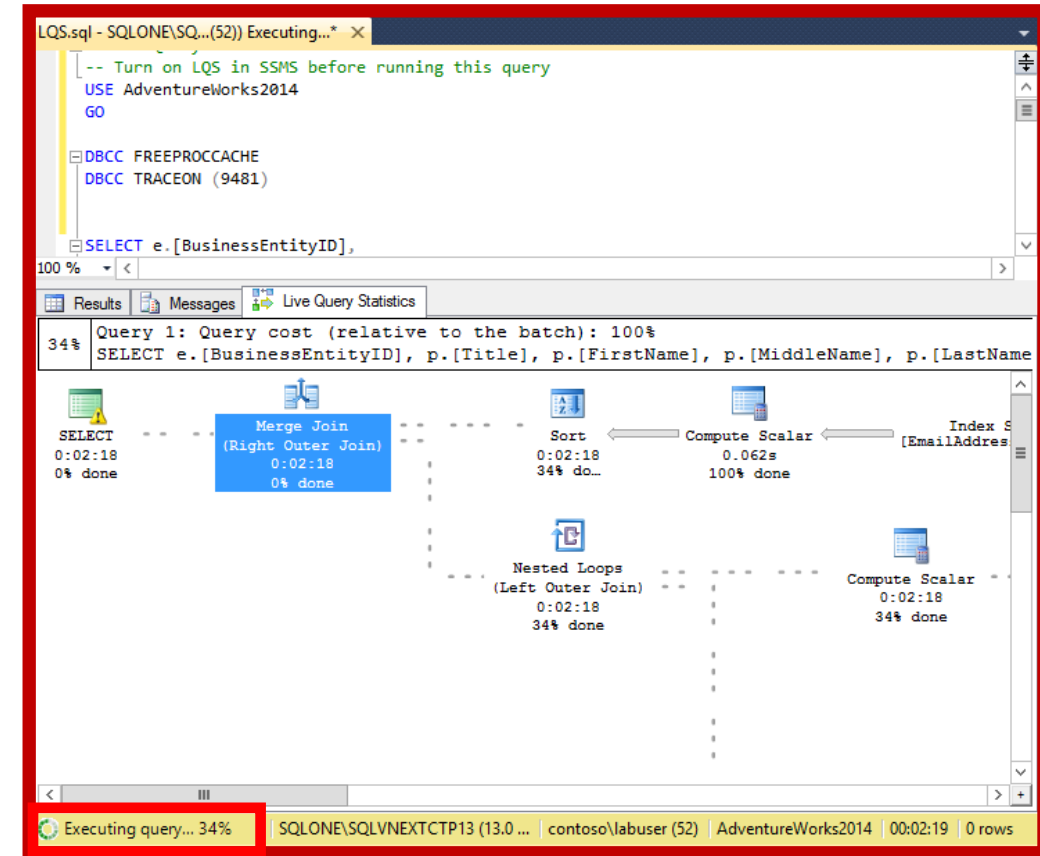 LQS.sql - SQLONE\SQ...(52)) Executing...*
-- Turn on LQS in SSMS before running this query
USE AdventureWorks2014
GO
DBCC FREEPROCCACHE
DBCC TRACEON (9481)
SELECT e.[BusinessEntityID],
100 %
Results Messages Live Query Statistics
34% Query 1: Query cost (relative to the batch): 100%
SELECT e.[BusinessEntityID], p.[Title], p.[FirstName], p.[MiddleName], p.[LastName
SELECT
0:02:18
0% done
Merge Join
(Right Outer Join)
0:02:18
0% done
Sort
0:02:18
34% do...
Compute Scalar
0.062s
100% done
Index S
[EmailAddres
Nested Loops
(Left Outer Join)
0:02:18
34% done
Compute Scalar
0:02:18
34% done
Executing query... 34% SQLONE\SQLVNEXTCTP13 (13.0 ... contoso\labuser (52) AdventureWorks2014 00:02:19 0 rows